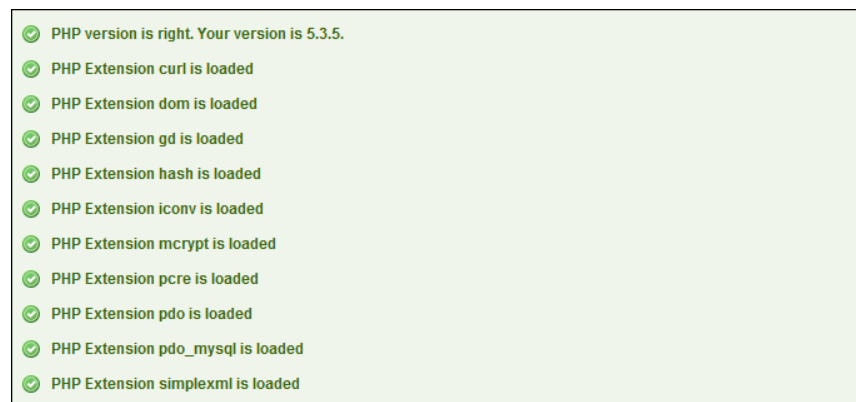 PHP version is right. Your version is 5.3.5.
PHP Extension curl is loaded
PHP Extension dom is loaded
PHP Extension gd is loaded
PHP Extension hash is loaded
PHP Extension iconv is loaded
PHP Extension mcrypt is loaded
PHP Extension pcre is loaded
PHP Extension pdo is loaded
PHP Extension pdo_mysql is loaded
PHP Extension simplexml is loaded